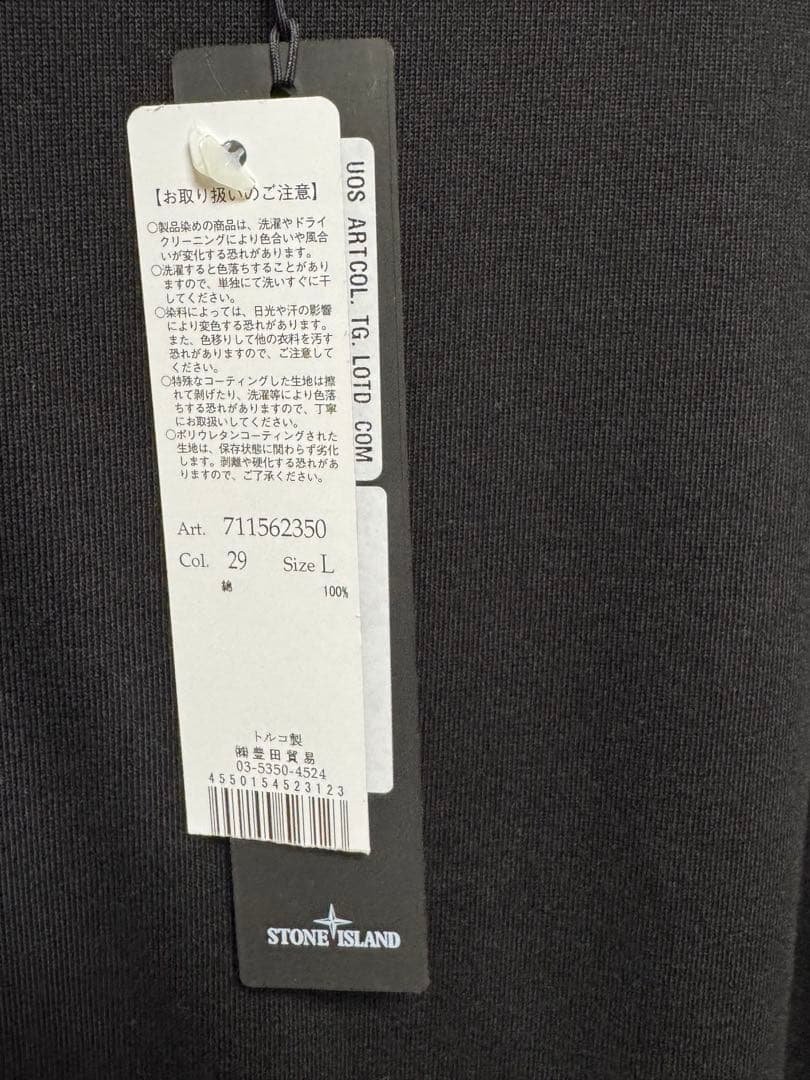 【お取り扱いのご注意】
○製品染めの商品は、洗濯やドライ
クリーニングにより色合いや風合
いが変化する恐れがあります。
○洗濯すると色落ちすることがあり
ますので、単独にて洗いすぐに干
してください。
○染料によっては、日光や汗の影響
により変色する恐れがあります。
また、色移りして他の衣料を汚す
恐れがありますので、ご注意して
ください。
○特殊なコーティングした生地は擦
れて剥げたり、洗濯等により色落
ちする恐れがありますので、丁寧
にお取扱いしてください。
○ポリウレタンコーティングされた
生地は、保存状態に関わらず劣化
します。剥離や硬化する恐れがあ
りますので、ご了承ください。
Art. 711562350
Col. 29 Size L
綿 100%
トルコ製
㈱豊田貿易
03-5350-4524
4550154523123
UOS ARTCOL. TG. LOTD COM
STONE ISLAND